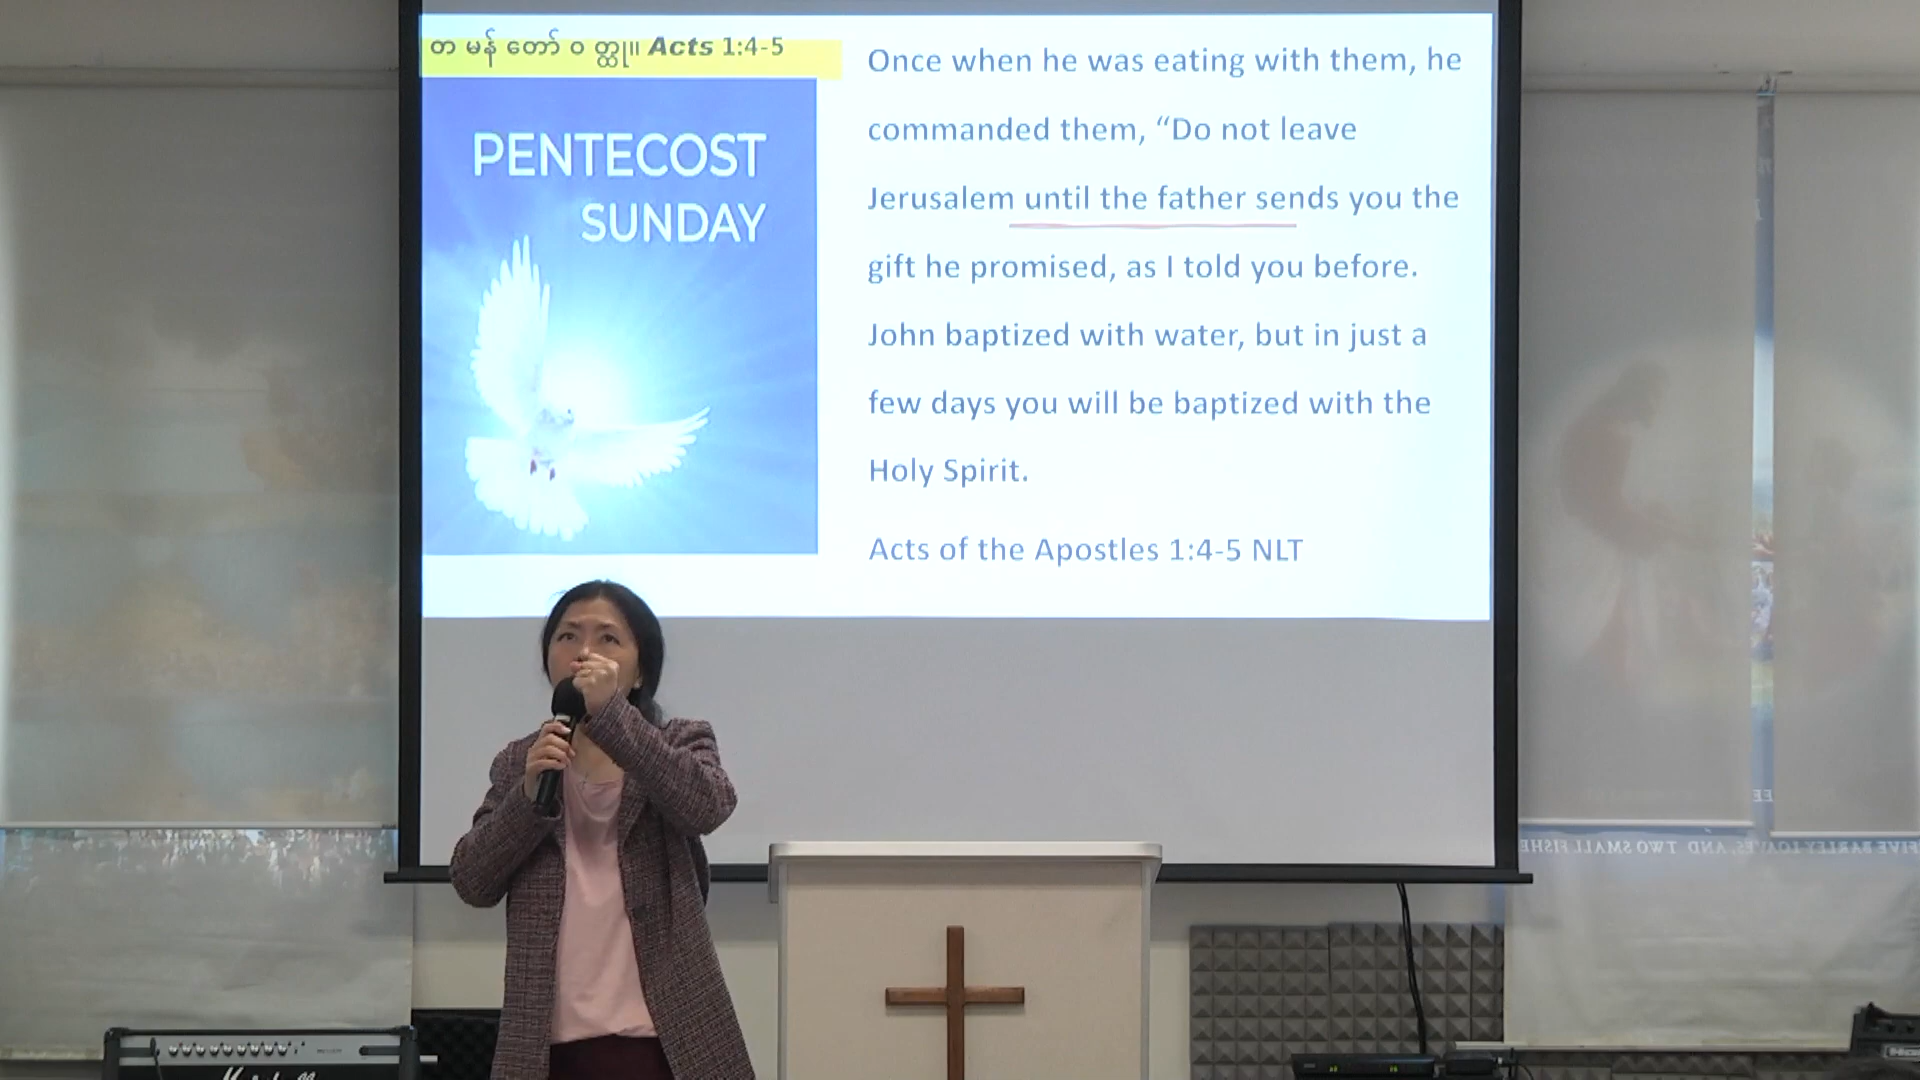 တ မန် တော် ဝ တ္ထု။ Acts 1:4-5
PENTECOST
SUNDAY
Once when he was eating with them, he
commanded them, “Do not leave
Jerusalem until the father sends you the
gift he promised, as I told you before.
John baptized with water, but in just a
few days you will be baptized with the
Holy Spirit.
Acts of the Apostles 1:4-5 NLT
FIVE BARLEY LOAVES, AND TWO SMALL FISHE